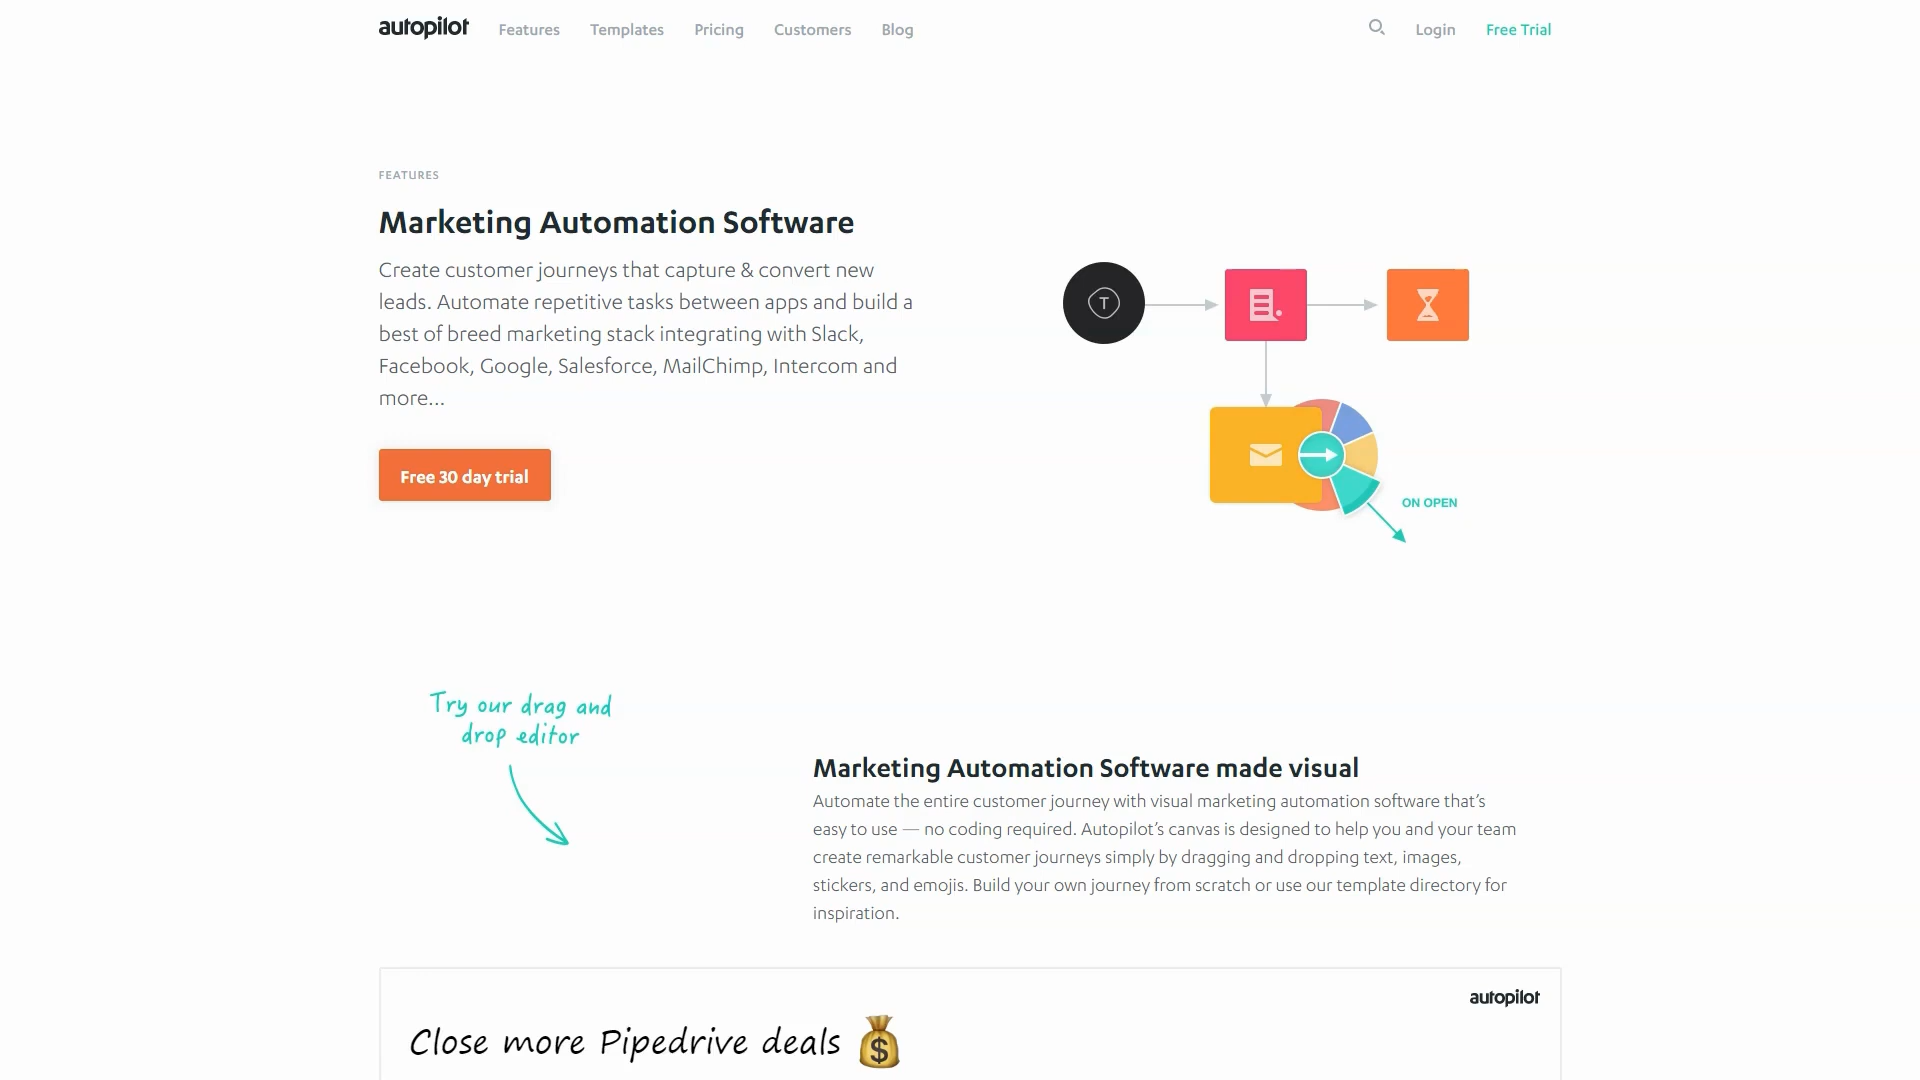 autopilot Features Templates Pricing Customers Blog Login Free Trial
FEATURES
Marketing Automation Software
Create customer journeys that capture & convert new
leads. Automate repetitive tasks between apps and build a
best of breed marketing stack integrating with Slack,
Facebook, Google, Salesforce, MailChimp, Intercom and
more...
Free 30 day trial
T
ON OPEN
Try our drag and
drop editor
Marketing Automation Software made visual
Automate the entire customer journey with visual marketing automation software that’s
easy to use — no coding required. Autopilot’s canvas is designed to help you and your team
create remarkable customer journeys simply by dragging and dropping text, images,
stickers, and emojis. Build your own journey from scratch or use our template directory for
inspiration.
autopilot
Close more Pipedrive deals 💰